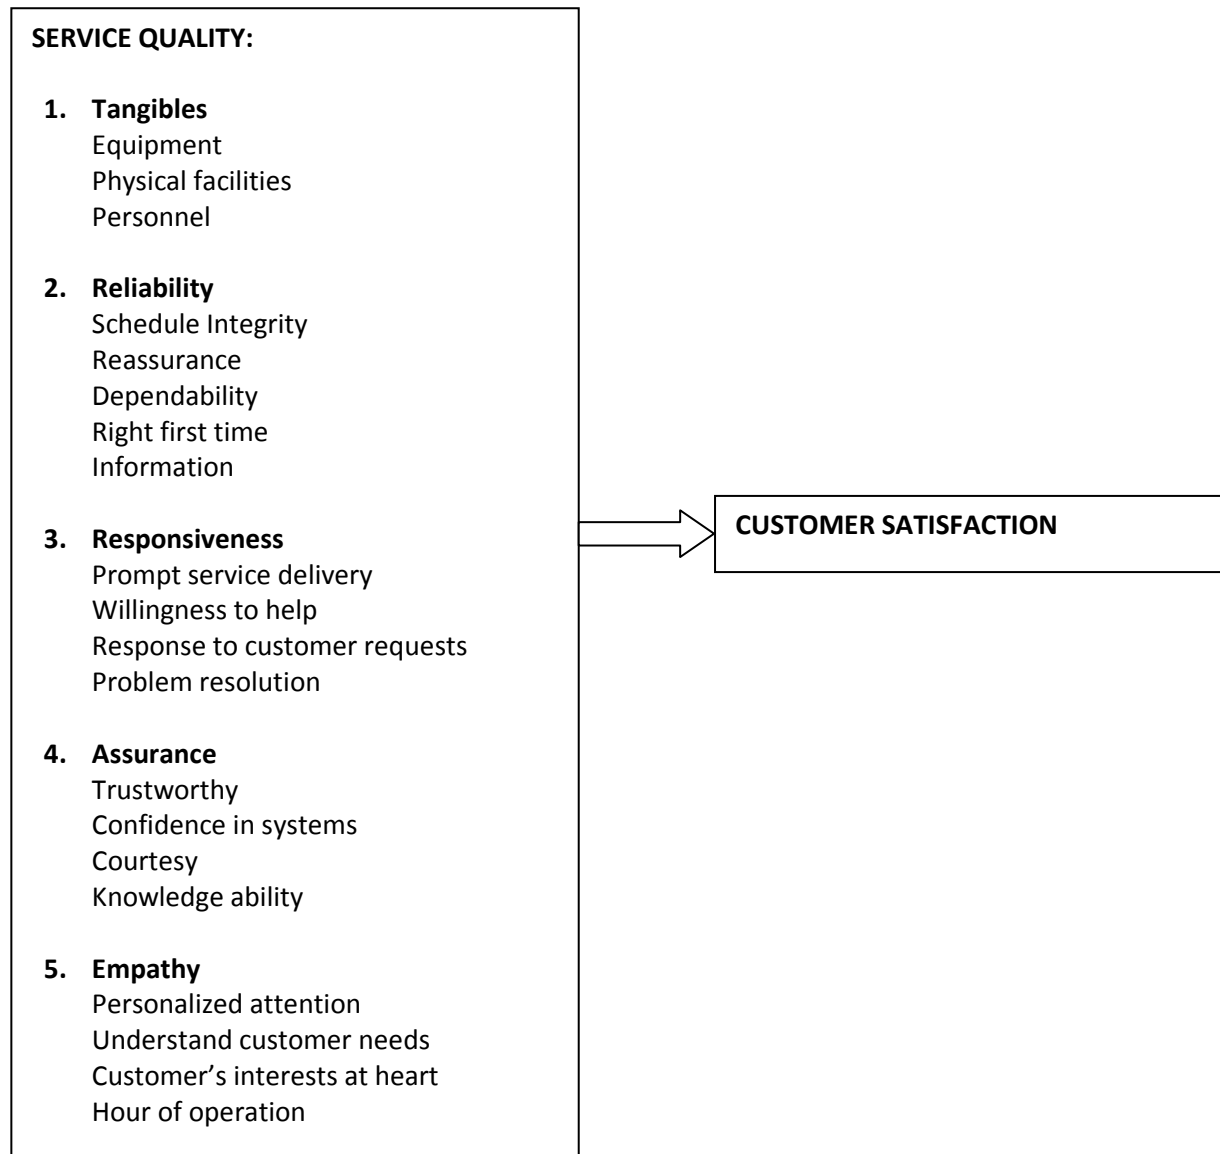 SERVICE QUALITY:
1. Tangibles
Equipment
Physical facilities
Personnel
2. Reliability
Schedule Integrity
Reassurance
Dependability
Right first time
Information
3. Responsiveness
Prompt service delivery
Willingness to help
Response to customer requests
Problem resolution
4. Assurance
Trustworthy
Confidence in systems
Courtesy
Knowledge ability
5. Empathy
Personalized attention
Understand customer needs
Customer’s interests at heart
Hour of operation
CUSTOMER SATISFACTION